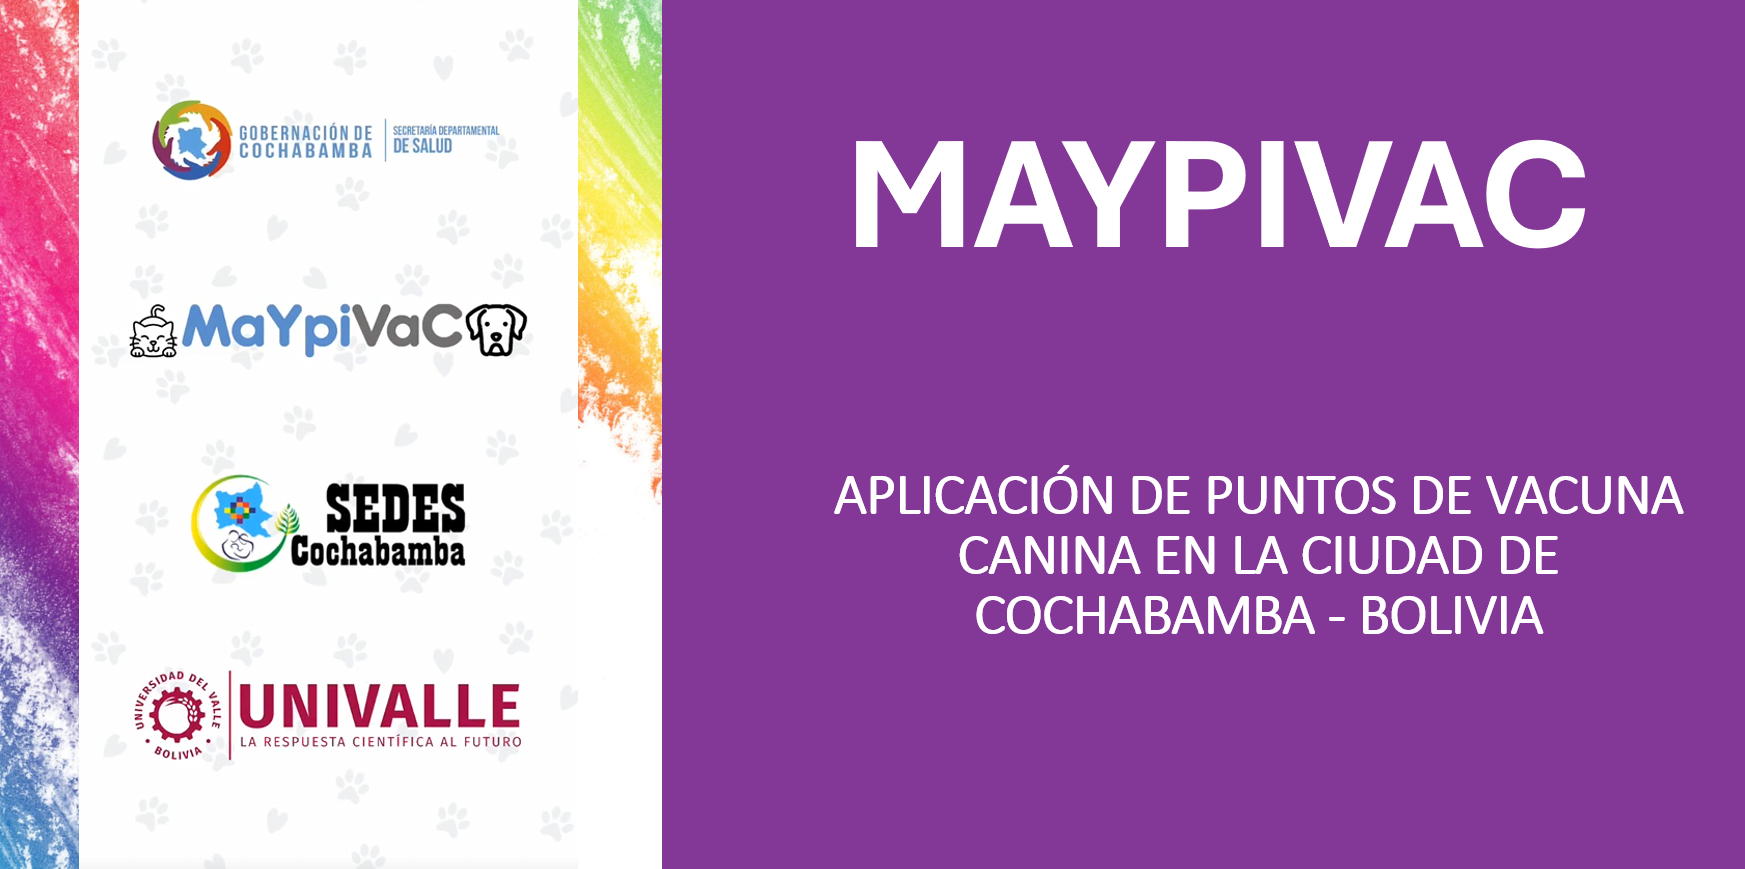 GOBERNACIÓN DE
COCHABAMBA
SECRETARÍA DEPARTAMENTAL
DE SALUD
MaYpiVaC
SEDES
Cochabamba
UNIVERSIDAD DEL VALLE
• BOLIVIA •
UNIVALLE
LA RESPUESTA CIENTÍFICA AL FUTURO
MAYPIVAC
APLICACIÓN DE PUNTOS DE VACUNA
CANINA EN LA CIUDAD DE
COCHABAMBA - BOLIVIA